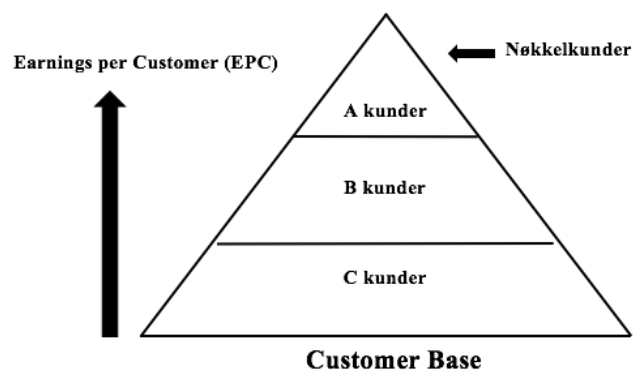 Nøkkelkunder
Earnings per Customer (EPC)
A kunder
B kunder
C kunder
Customer Base